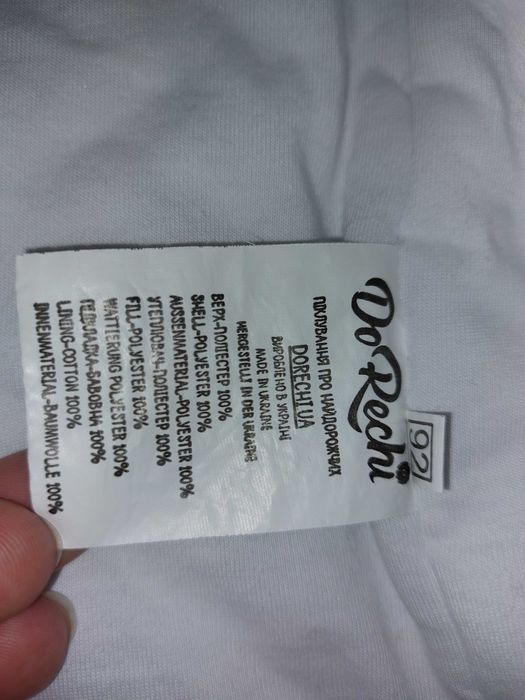 92
DoRechi
ПІКЛУВАННЯ ПРО НАЙДОРОЖЧИХ
DORECHI.UA
ВИРОБЛЕНО В УКРАЇНІ
MADE IN UKRAINE
HERGESTELLT IN DER UKRAINE
ВЕРХ-ПОЛІЕСТЕР 100%
SHELL-POLYESTER 100%
AUSSENMATERIAL-POLYESTER 100%
УТЕПЛЮВАЧ-ПОЛІЕСТЕР 100%
FILL-POLYESTER 100%
WATTIERUNG POLYESTER 100%
ПІДКЛАДКА-БАВОВНА 100%
LINING-COTTON 100%
INNENMATERIAL-BAUMWOLLE 100%